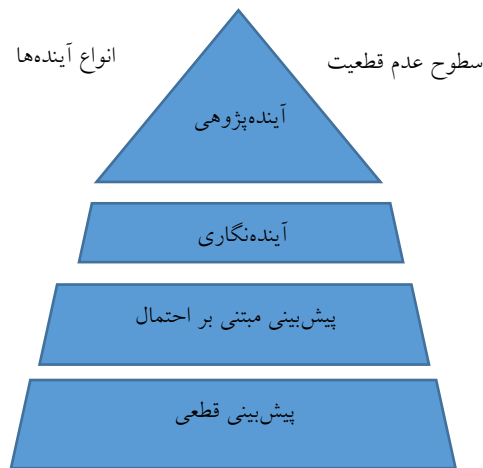 سطوح عدم قطعیت
انواع آینده‌ها
آینده‌پژوهی
آینده‌نگاری
پیش‌بینی مبتنی بر احتمال
پیش‌بینی قطعی